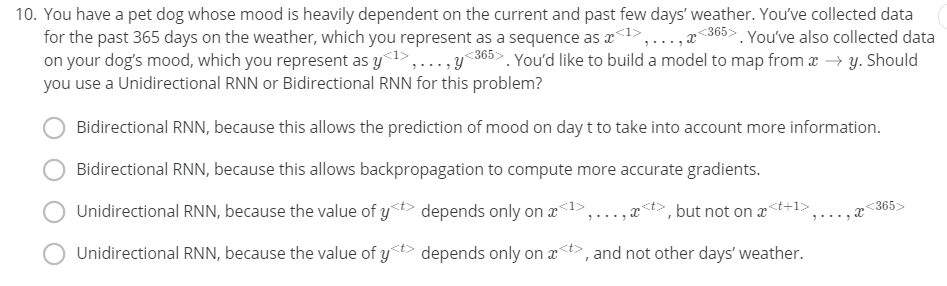 10. You have a pet dog whose mood is heavily dependent on the current and past few days' weather. You've collected data
for the past 365 days on the weather, which you represent as a sequence as x^{<1>}, . . . , x^{<365>}. You've also collected data
on your dog's mood, which you represent as y^{<1>}, . . . , y^{<365>}. You'd like to build a model to map from x → y. Should
you use a Unidirectional RNN or Bidirectional RNN for this problem?
Bidirectional RNN, because this allows the prediction of mood on day t to take into account more information.
Bidirectional RNN, because this allows backpropagation to compute more accurate gradients.
Unidirectional RNN, because the value of y^{<t>} depends only on x^{<1>}, . . . , x^{<t>}, but not on x^{<t+1>}, . . . , x^{<365>}
Unidirectional RNN, because the value of y^{<t>} depends only on x^{<t>}, and not other days' weather.